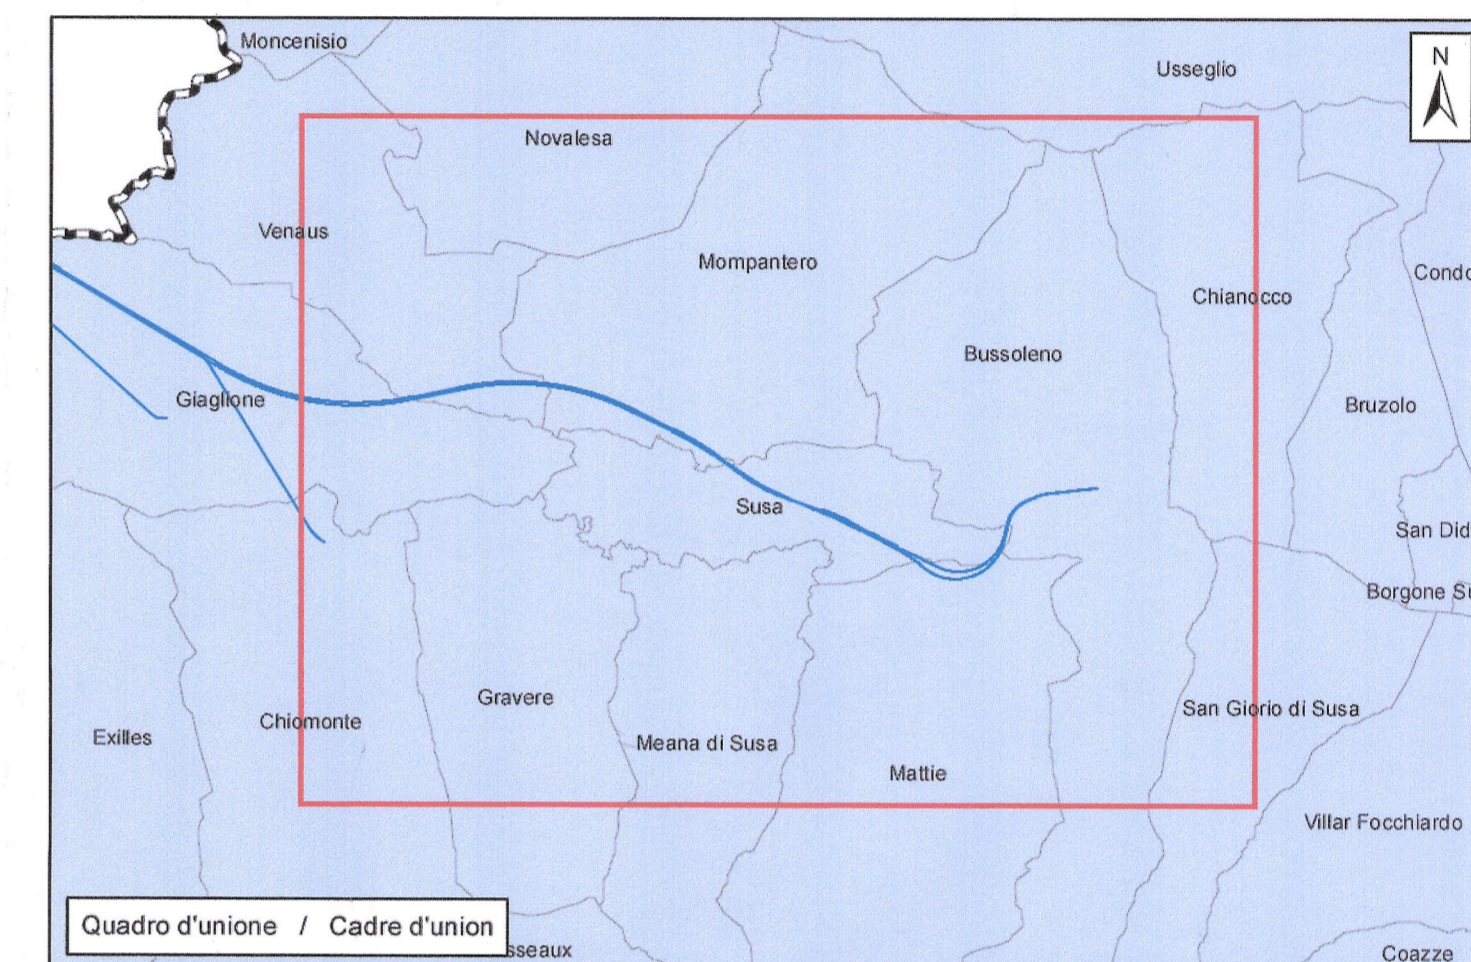 Moncenisio
Usseglio
N
Novalesa
Venaus
Mompantero
Condo
Chianocco
Bussoleno
Giaglione
Bruzolo
Susa
San Did
Borgone Su
Gravere
San Giorio di Susa
Chiomonte
Exilles
Meana di Susa
Mattie
Villar Focchiardo
Quadro d'unione / Cadre d'union
sseaux
Coazze